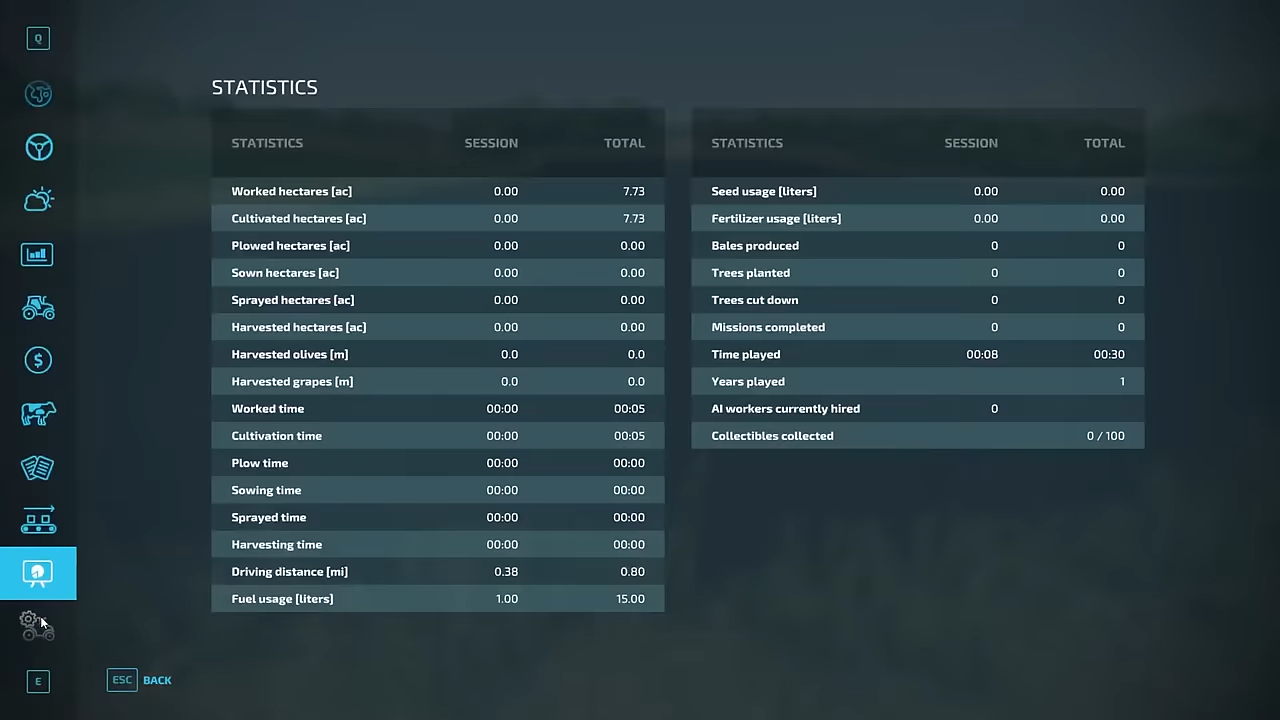 Q
STATISTICS
STATISTICS SESSION TOTAL
Worked hectares [ac] 0.00 7.73
Cultivated hectares [ac] 0.00 7.73
Plowed hectares [ac] 0.00 0.00
Sown hectares [ac] 0.00 0.00
Sprayed hectares [ac] 0.00 0.00
Harvested hectares [ac] 0.00 0.00
Harvested olives [m] 0.0 0.0
Harvested grapes [m] 0.0 0.0
Worked time 00:00 00:05
Cultivation time 00:00 00:05
Plow time 00:00 00:00
Sowing time 00:00 00:00
Sprayed time 00:00 00:00
Harvesting time 00:00 00:00
Driving distance [mi] 0.38 0.80
Fuel usage [liters] 1.00 15.00
STATISTICS SESSION TOTAL
Seed usage [liters] 0.00 0.00
Fertilizer usage [liters] 0.00 0.00
Bales produced 0 0
Trees planted 0 0
Trees cut down 0 0
Missions completed 0 0
Time played 00:08 00:30
Years played 1
AI workers currently hired 0
Collectibles collected 0 / 100
E
ESC BACK